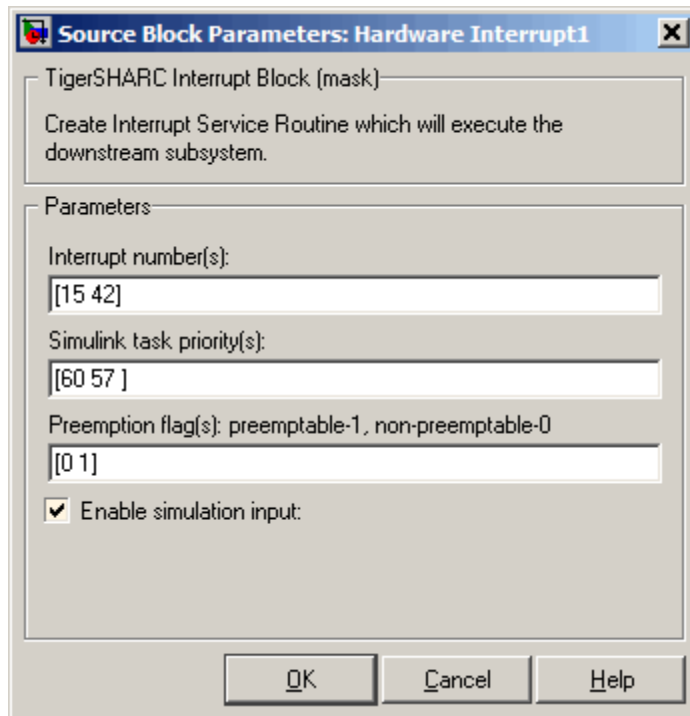 Source Block Parameters: Hardware Interrupt1
TigerSHARC Interrupt Block (mask)
Create Interrupt Service Routine which will execute the
downstream subsystem.
Parameters
Interrupt number(s):
[15 42]
Simulink task priority(s):
[60 57 ]
Preemption flag(s): preemptable-1, non-preemptable-0
[0 1]
Enable simulation input:
OK Cancel Help